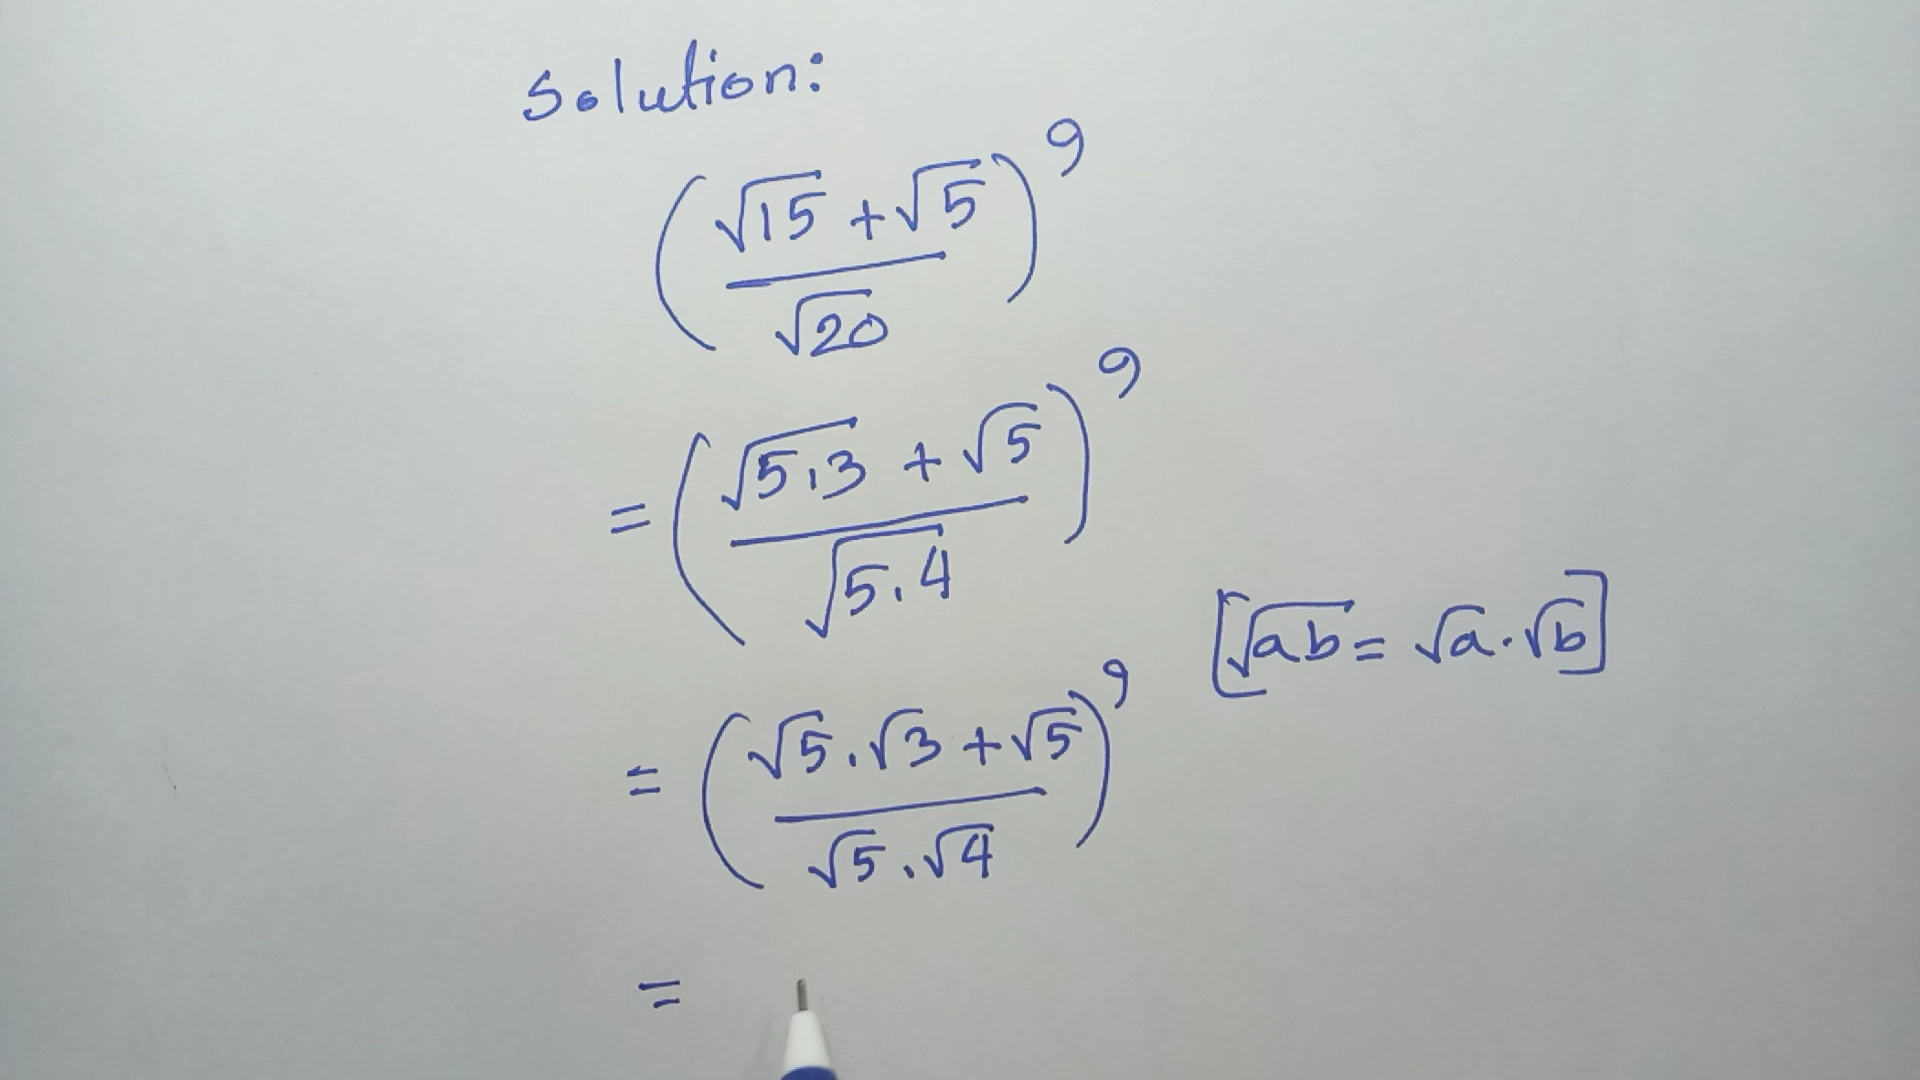 Solution:
(√15 + √5 / √20)^9
= (√5.3 + √5 / √5.4)^9
[√ab = √a.√b]
= (√5.√3 + √5 / √5.√4)^9
=